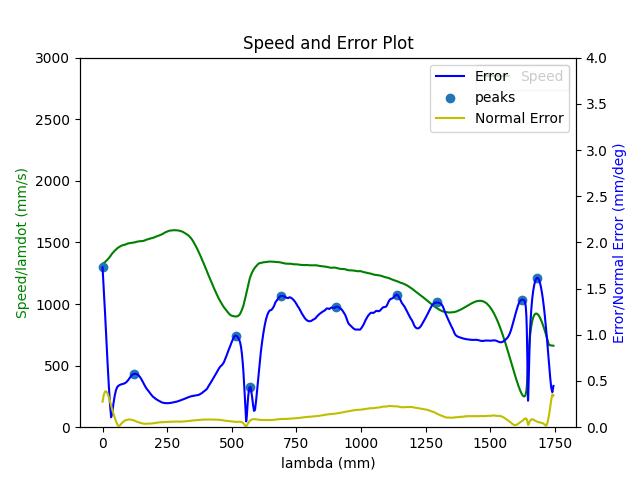 Speed and Error Plot
3000
2500
2000
1500
1000
500
0
Speed/lamdot (mm/s)
4.0
3.5
3.0
2.5
2.0
1.5
1.0
0.5
0.0
Error/Normal Error (mm/deg)
Error
Speed
peaks
Normal Error
0 250 500 750 1000 1250 1500 1750
lambda (mm)